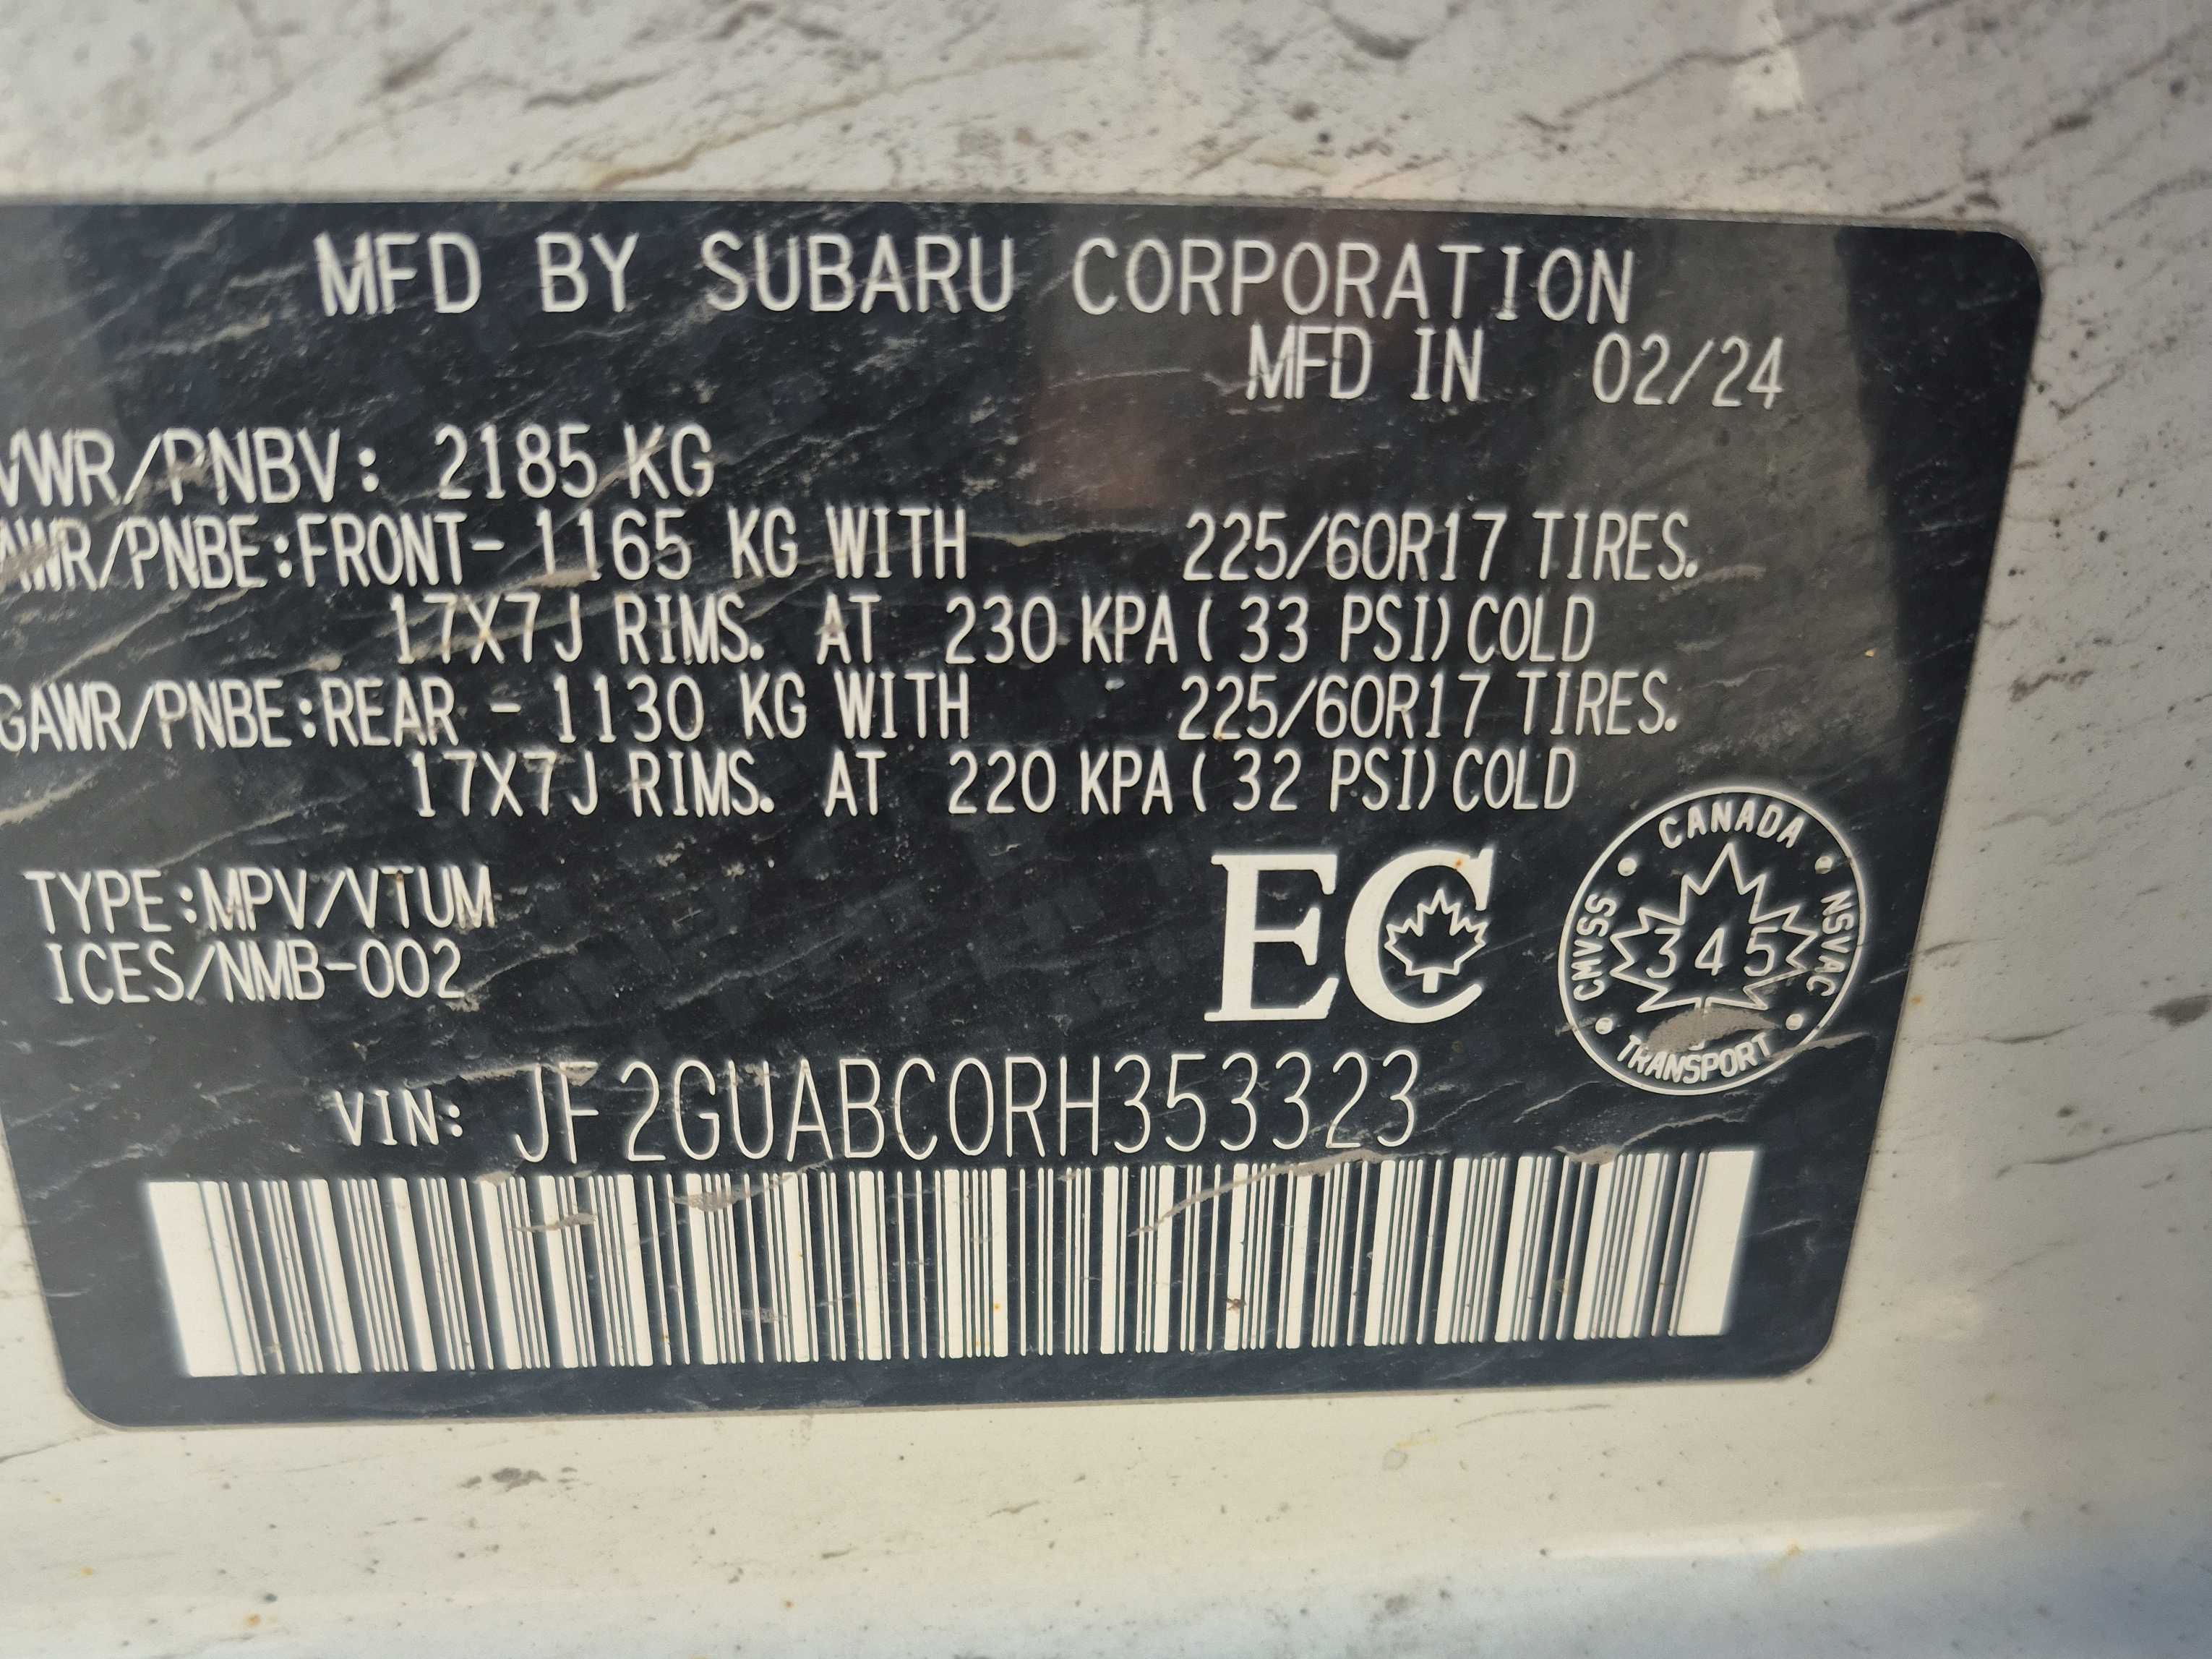 MFD BY SUBARU CORPORATION
MFD IN 02/24
VWR/PNBV: 2185 KG
AWR/PNBE:FRONT- 1165 KG WITH 225/60R17 TIRES.
17X7J RIMS. AT 230 KPA ( 33 PSI) COLD
GAWR/PNBE:REAR - 1130 KG WITH 225/60R17 TIRES.
17X7J RIMS. AT 220 KPA ( 32 PSI) COLD
TYPE:MPV/VTUM
ICES/NMB-002
EC
CANADA
CMVSS
NSVAC
345
TRANSPORT
VIN: JF2GUABC0RH353323